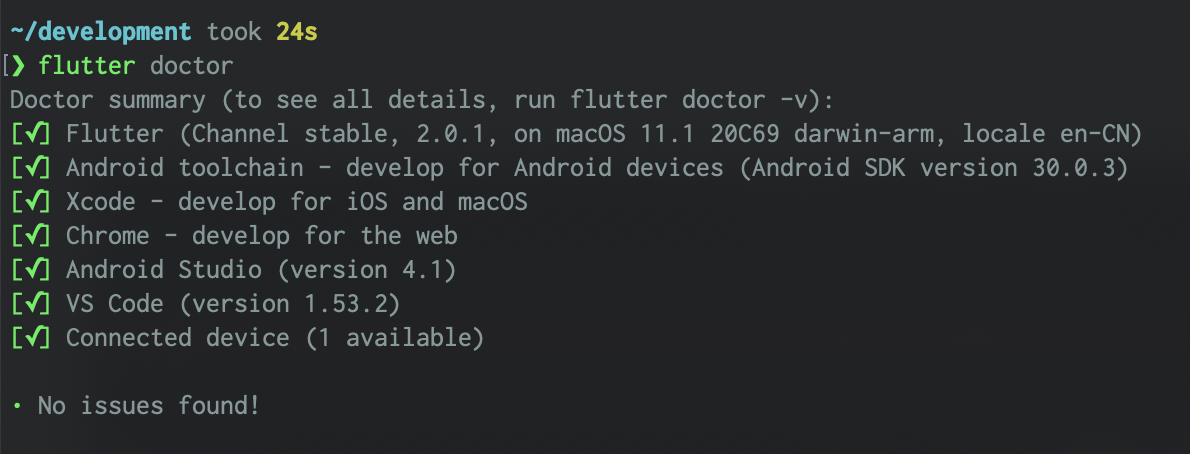 ~/development took 24s
[❯ flutter doctor
Doctor summary (to see all details, run flutter doctor -v):
[✓] Flutter (Channel stable, 2.0.1, on macOS 11.1 20C69 darwin-arm, locale en-CN)
[✓] Android toolchain - develop for Android devices (Android SDK version 30.0.3)
[✓] Xcode - develop for iOS and macOS
[✓] Chrome - develop for the web
[✓] Android Studio (version 4.1)
[✓] VS Code (version 1.53.2)
[✓] Connected device (1 available)
• No issues found!